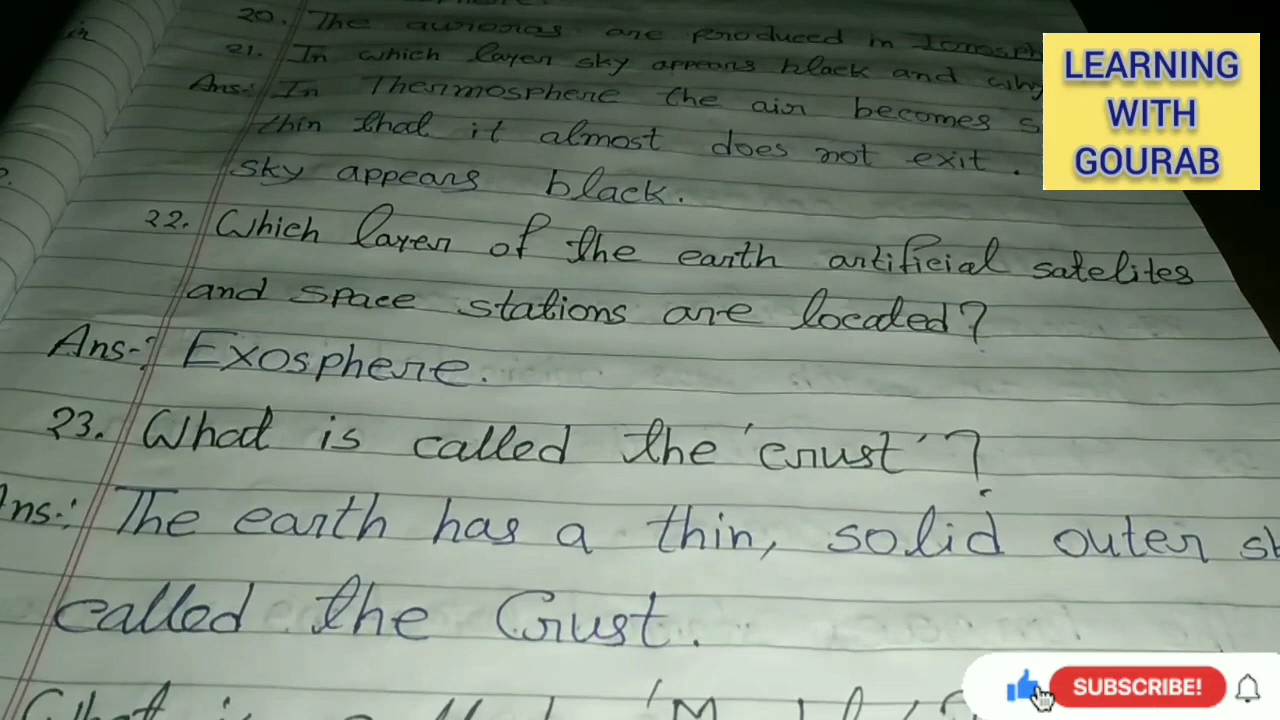 20. The auroras are produced in Ionosph
21. In which layer sky appears black and why
Ans:- In Thermosphere the air becomes s
thin that it almost does not exit.
sky appears black.
22. Which layer of the earth artificial satelites
and space stations are located?
Ans-: Exosphere.
23. What is called the 'crust'?
Ans-: The earth has a thin, solid outer sh
called the Crust.
LEARNING
WITH
GOURAB
SUBSCRIBE!